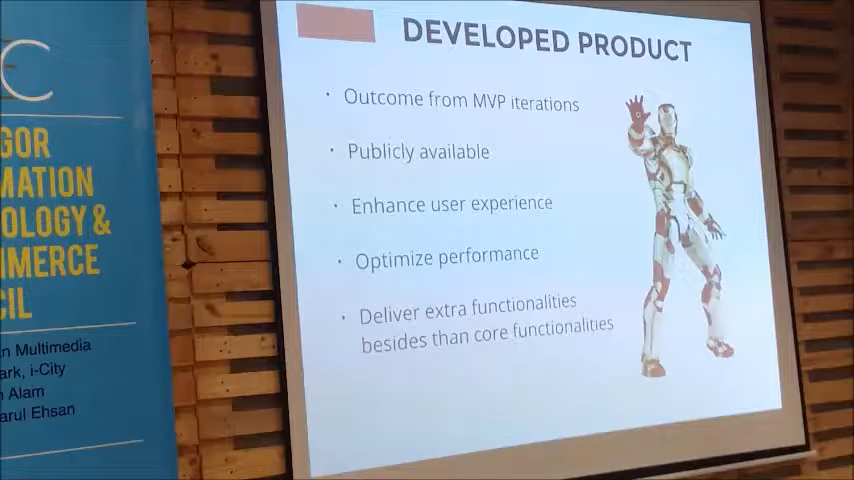 C
GOR
MATION
OLOGY &
MMERCE
CIL
n Multimedia
ark, i-City
Alam
arul Ehsan
DEVELOPED PRODUCT
· Outcome from MVP iterations
· Publicly available
· Enhance user experience
· Optimize performance
· Deliver extra functionalities
besides than core functionalities